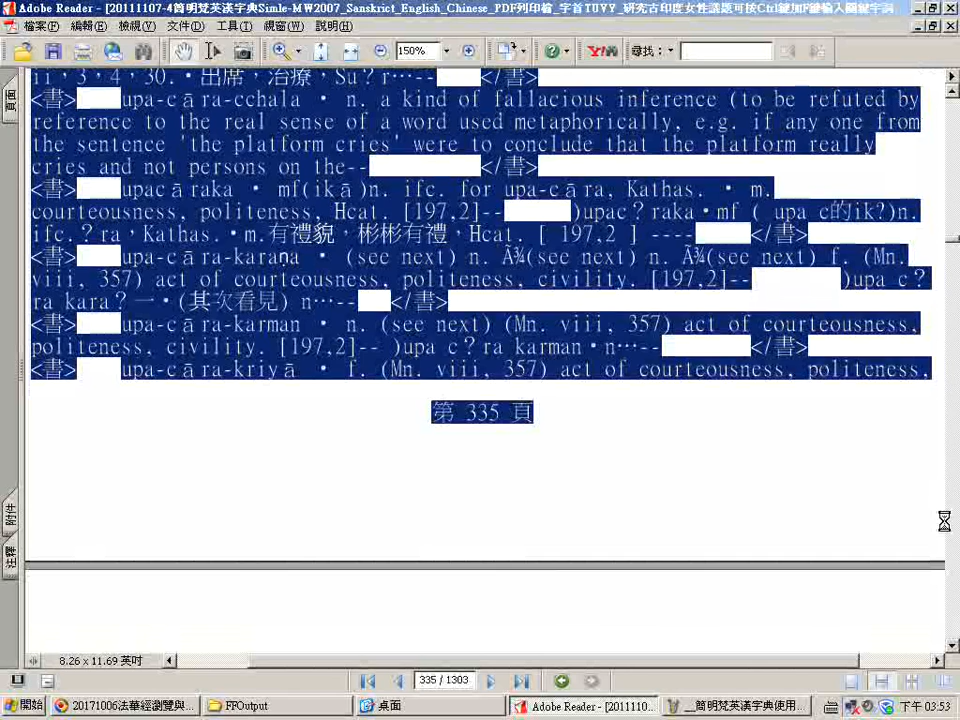 Adobe Reader - [20111107-4簡明梵英漢字典Simle-MW2007_Sanskrict_English_Chinese_PDF列印檔_字首TUVY_研究古印度女性議題可按Ctrl鍵加F鍵輸入關鍵字詞...
檔案(F) 編輯(E) 檢視(V) 文件(D) 工具(T) 視窗(W) 說明(H)
150% Y! 尋找:
頁面
ii,3,4,30.‧出席,治療,Su?r…-- </書>
<書> upa-cāra-cchala ‧ n. a kind of fallacious inference (to be refuted by
reference to the real sense of a word used metaphorically, e.g. if any one from
the sentence 'the platform cries' were to conclude that the platform really
cries and not persons on the-- </書>
<書> upacāraka ‧ mf(ikā)n. ifc. for upa-cāra, Kathas. ‧ m.
courteousness, politeness, Hcat. [197,2]-- )upac?raka‧mf ( upa c的ik?)n.
ifc.?ra,Kathas.‧m.有禮貌,彬彬有禮,Hcat. [ 197,2 ] ---- </書>
<書> upa-cāra-karaṇa ‧ (see next) n. Ã¾(see next) n. Ã¾(see next) f. (Mn.
viii, 357) act of courteousness, politeness, civility. [197,2]-- )upa c?
ra kara?一‧(其次看見) n…-- </書>
<書> upa-cāra-karman ‧ n. (see next) (Mn. viii, 357) act of courteousness,
politeness, civility. [197,2]-- )upa c?ra karman‧n…-- </書>
<書> upa-cāra-kriyā ‧ f. (Mn. viii, 357) act of courteousness, politeness,
第 335 頁
附件
注釋
8.26 x 11.69 英吋
335 / 1303
開始 20171006法華經瀏覽與... FFOutput 桌面 Adobe Reader - [201110... __簡明梵英字典使用... 下午 03:53